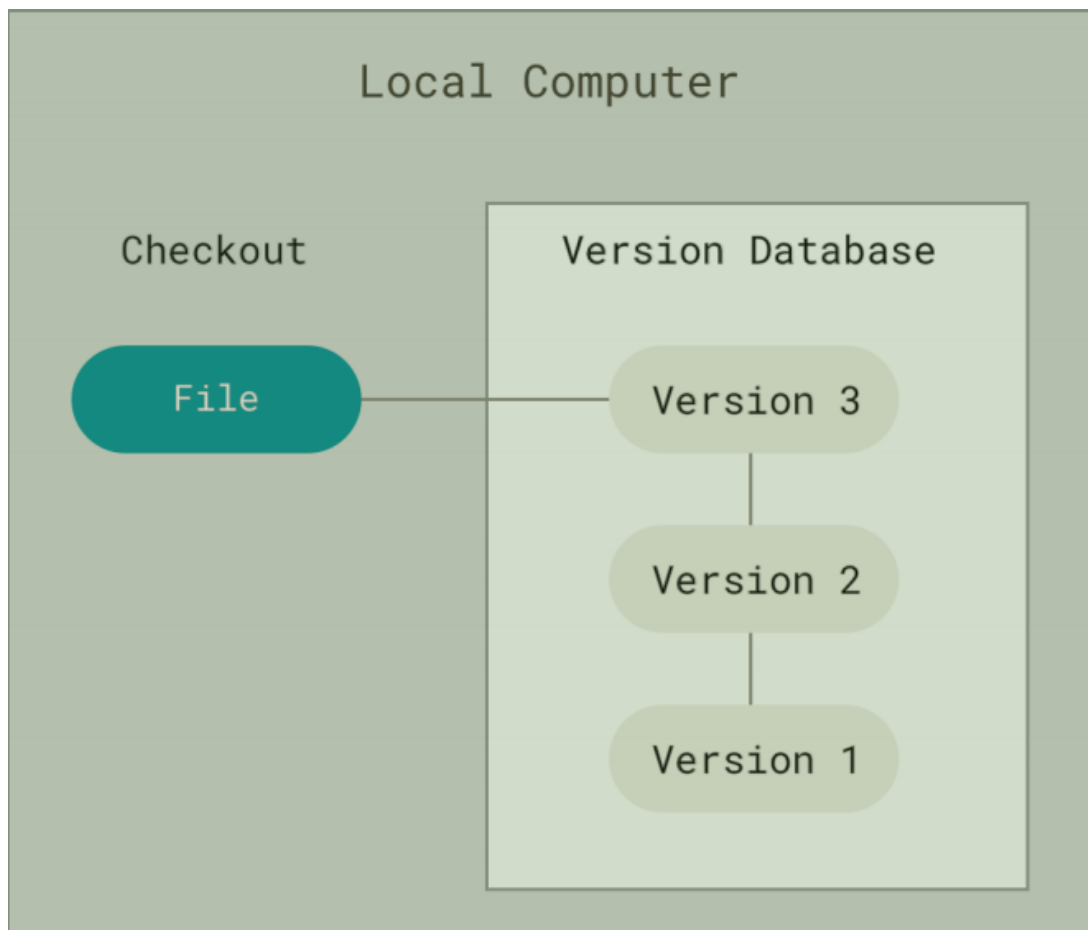 Local Computer
Checkout
Version Database
File
Version 3
Version 2
Version 1